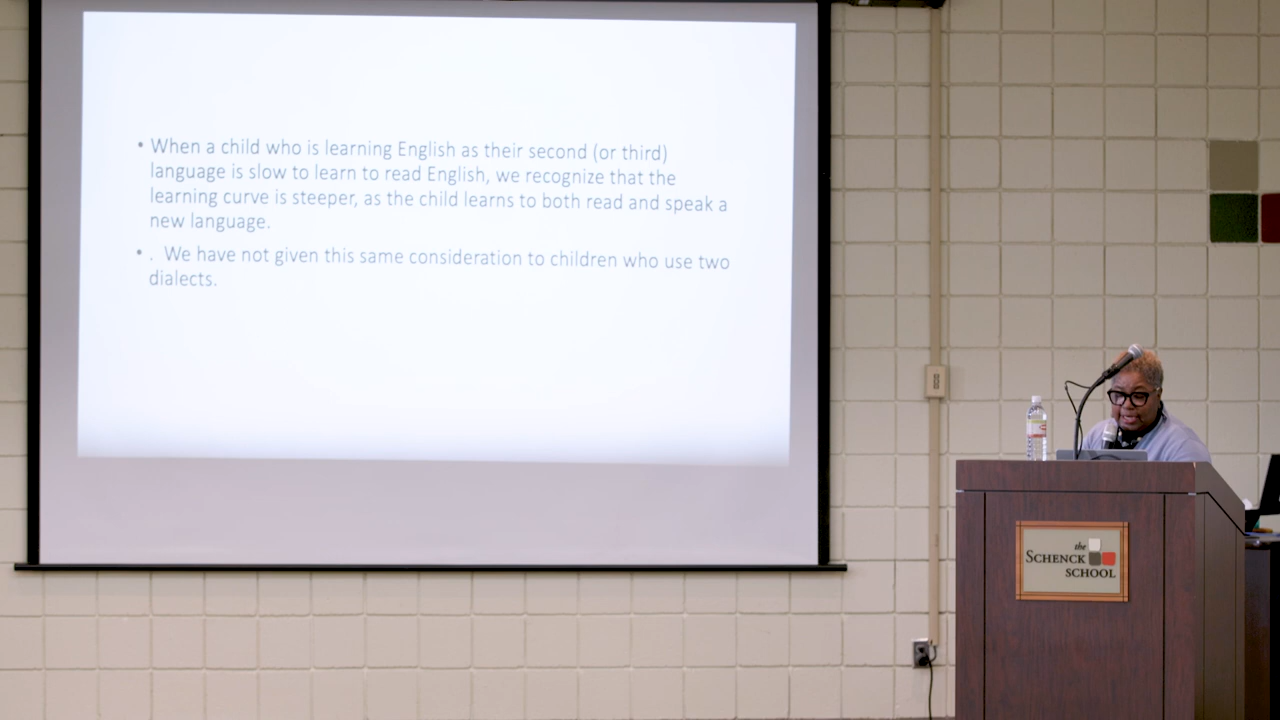 • When a child who is learning English as their second (or third)
language is slow to learn to read English, we recognize that the
learning curve is steeper, as the child learns to both read and speak a
new language.
• . We have not given this same consideration to children who use two
dialects.
the
SCHENCK
SCHOOL